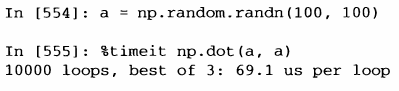 In [554]: a = np.random.randn(100, 100)
In [555]: %timeit np.dot(a, a)
10000 loops, best of 3: 69.1 us per loop